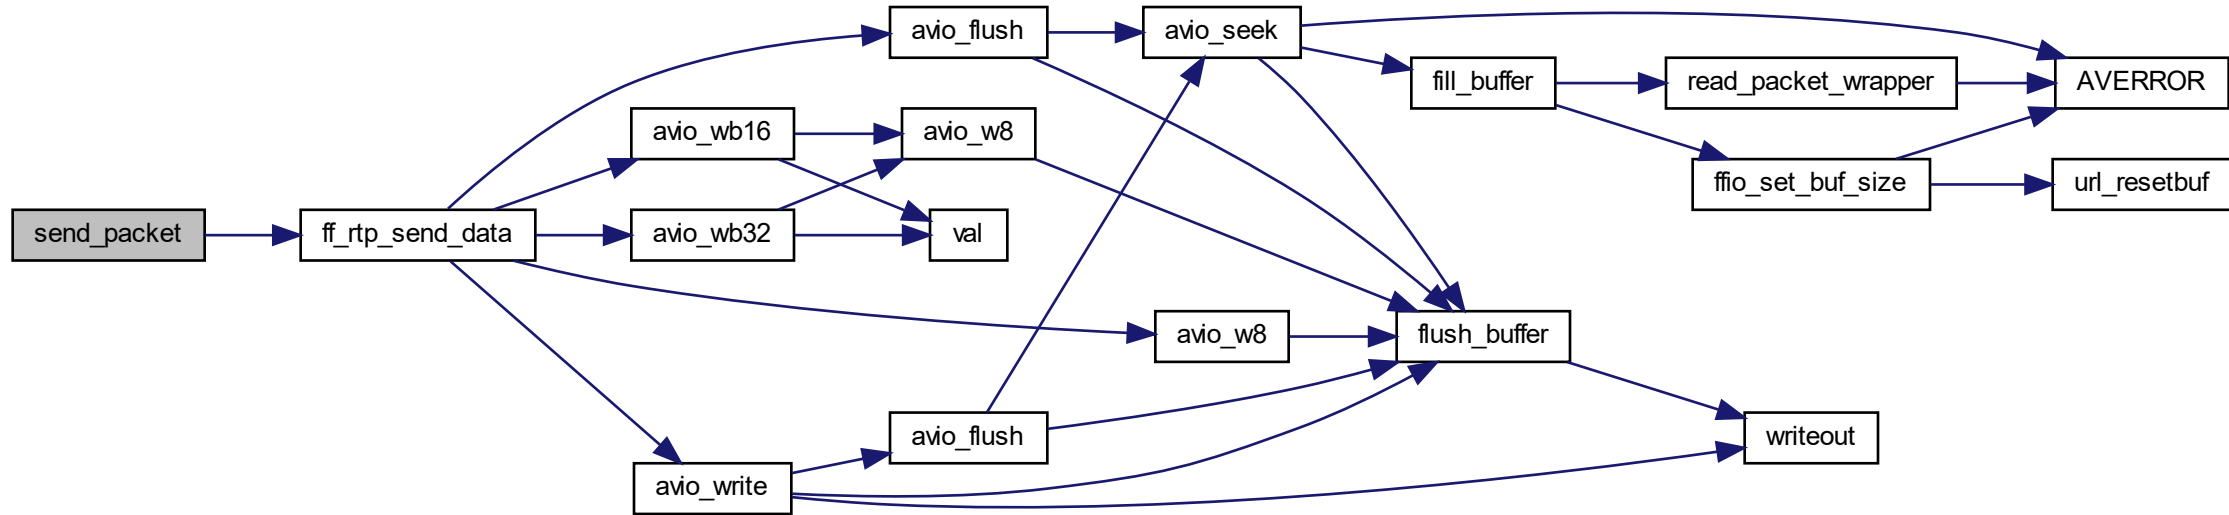 send_packet
ff_rtp_send_data
avio_flush
avio_wb16
avio_wb32
avio_write
avio_w8
val
avio_flush
avio_seek
avio_w8
fill_buffer
flush_buffer
read_packet_wrapper
ffio_set_buf_size
writeout
AVERROR
url_resetbuf